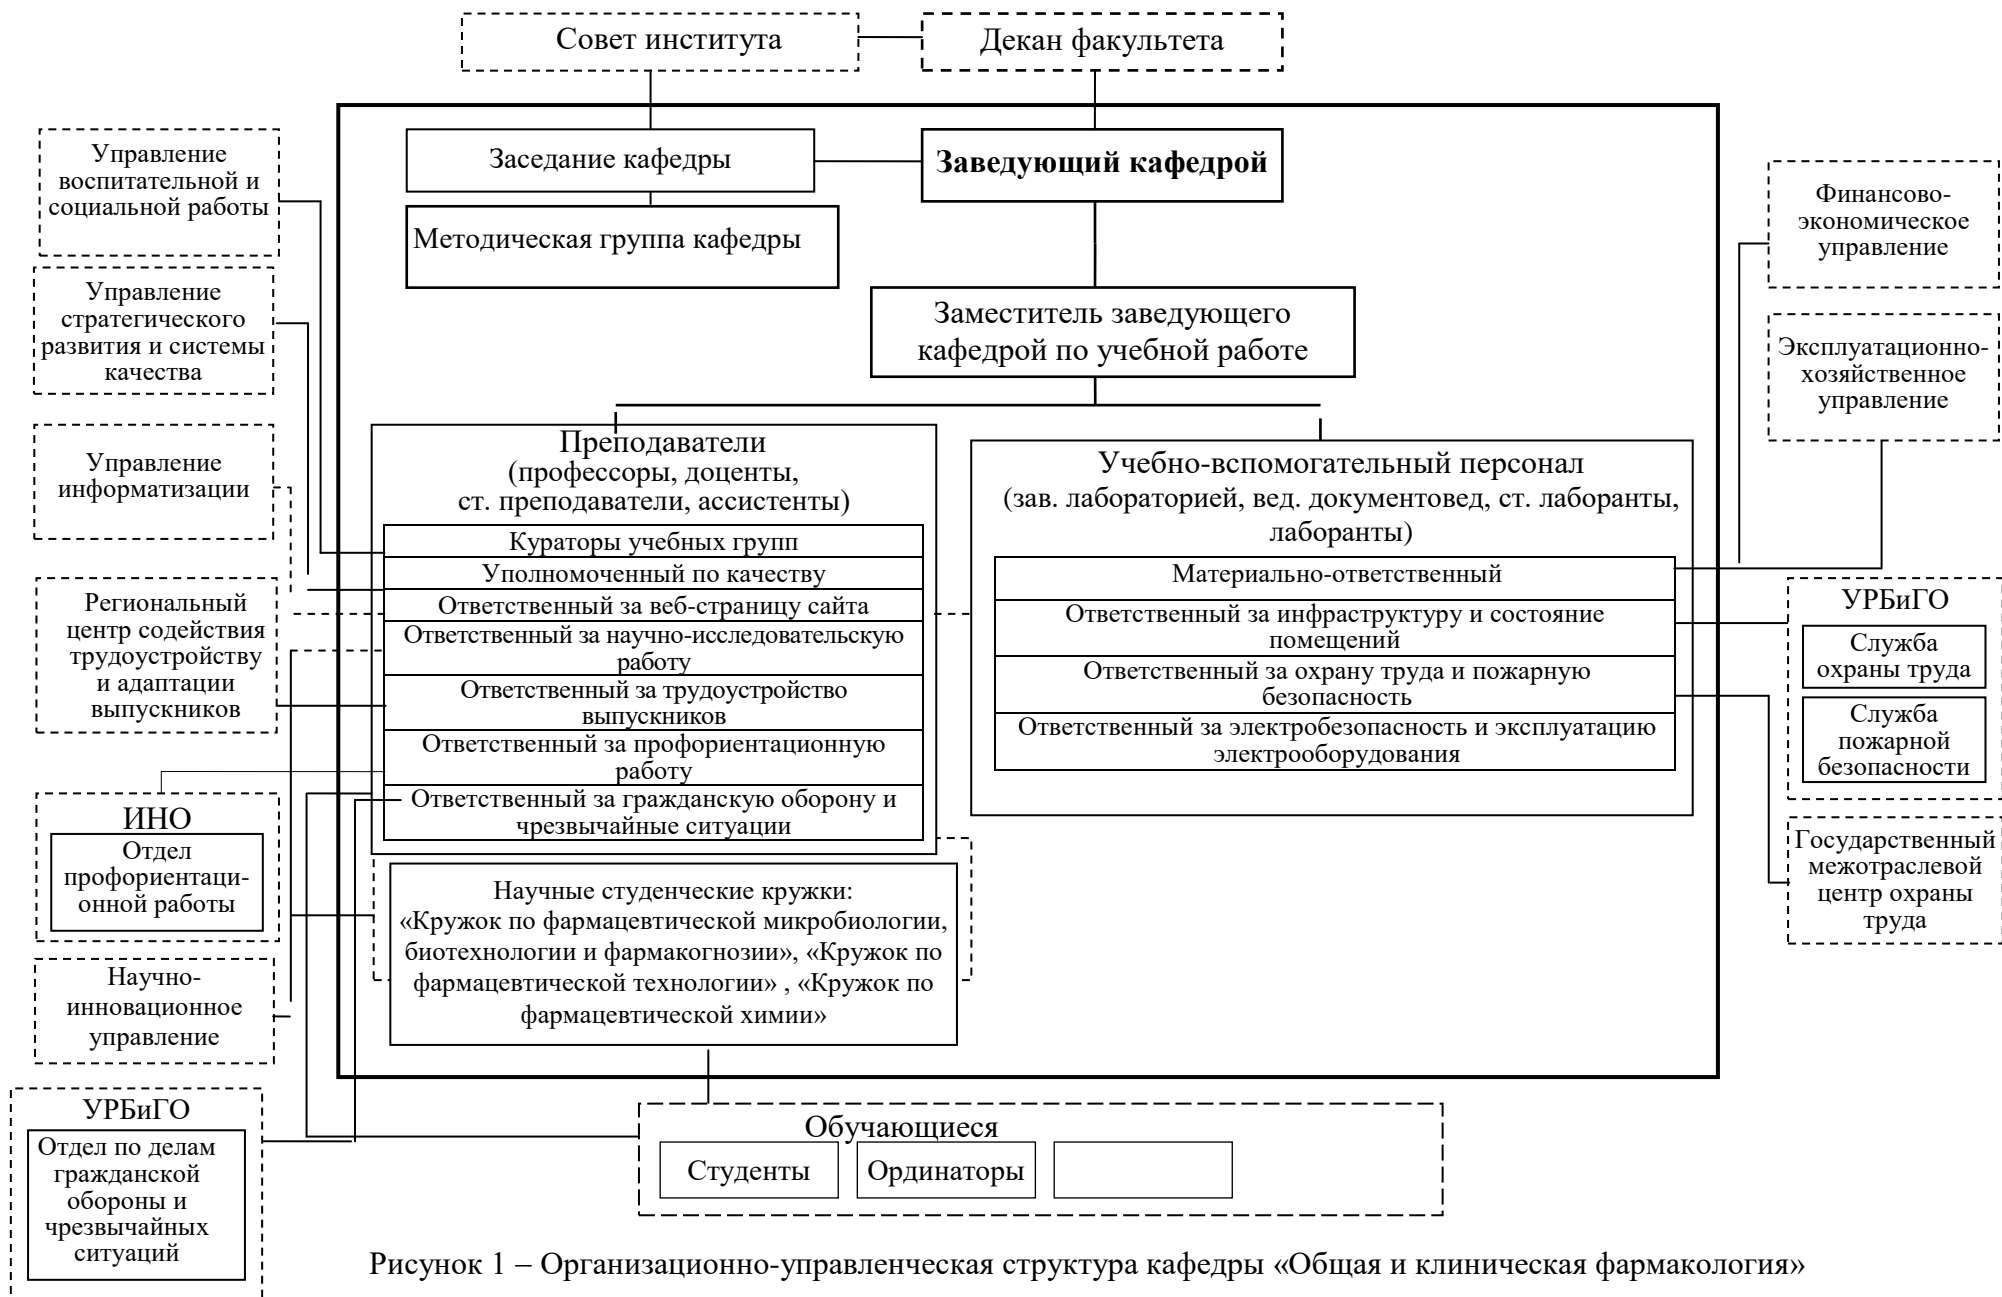 Совет института
Декан факультета
Заседание кафедры
Заведующий кафедрой
Методическая группа кафедры
Заместитель заведующего
кафедрой по учебной работе
Управление
воспитательной и
социальной работы
Управление
стратегического
развития и системы
качества
Управление
информатизации
Региональный
центр содействия
трудоустройству
и адаптации
выпускников
ИНО
Отдел
профориентаци-
онной работы
Научно-
инновационное
управление
УРБиГО
Отдел по делам
гражданской
обороны и
чрезвычайных
ситуаций
Преподаватели
(профессоры, доценты,
ст. преподаватели, ассистенты)
Кураторы учебных групп
Уполномоченный по качеству
Ответственный за веб-страницу сайта
Ответственный за научно-исследовательскую
работу
Ответственный за трудоустройство
выпускников
Ответственный за профориентационную
работу
Ответственный за гражданскую оборону и
чрезвычайные ситуации
Научные студенческие кружки:
«Кружок по фармацевтической микробиологии,
биотехнологии и фармакогнозии», «Кружок по
фармацевтической технологии» , «Кружок по
фармацевтической химии»
Учебно-вспомогательный персонал
(зав. лабораторией, вед. документовед, ст. лаборанты,
лаборанты)
Материально-ответственный
Ответственный за инфраструктуру и состояние
помещений
Ответственный за охрану труда и пожарную
безопасность
Ответственный за электробезопасность и эксплуатацию
электрооборудования
Финансово-
экономическое
управление
Эксплуатационно-
хозяйственное
управление
УРБиГО
Служба
охраны труда
Служба
пожарной
безопасности
Государственный
межотраслевой
центр охраны
труда
Обучающиеся
Студенты
Ординаторы
Рисунок 1 – Организационно-управленческая структура кафедры «Общая и клиническая фармакология»